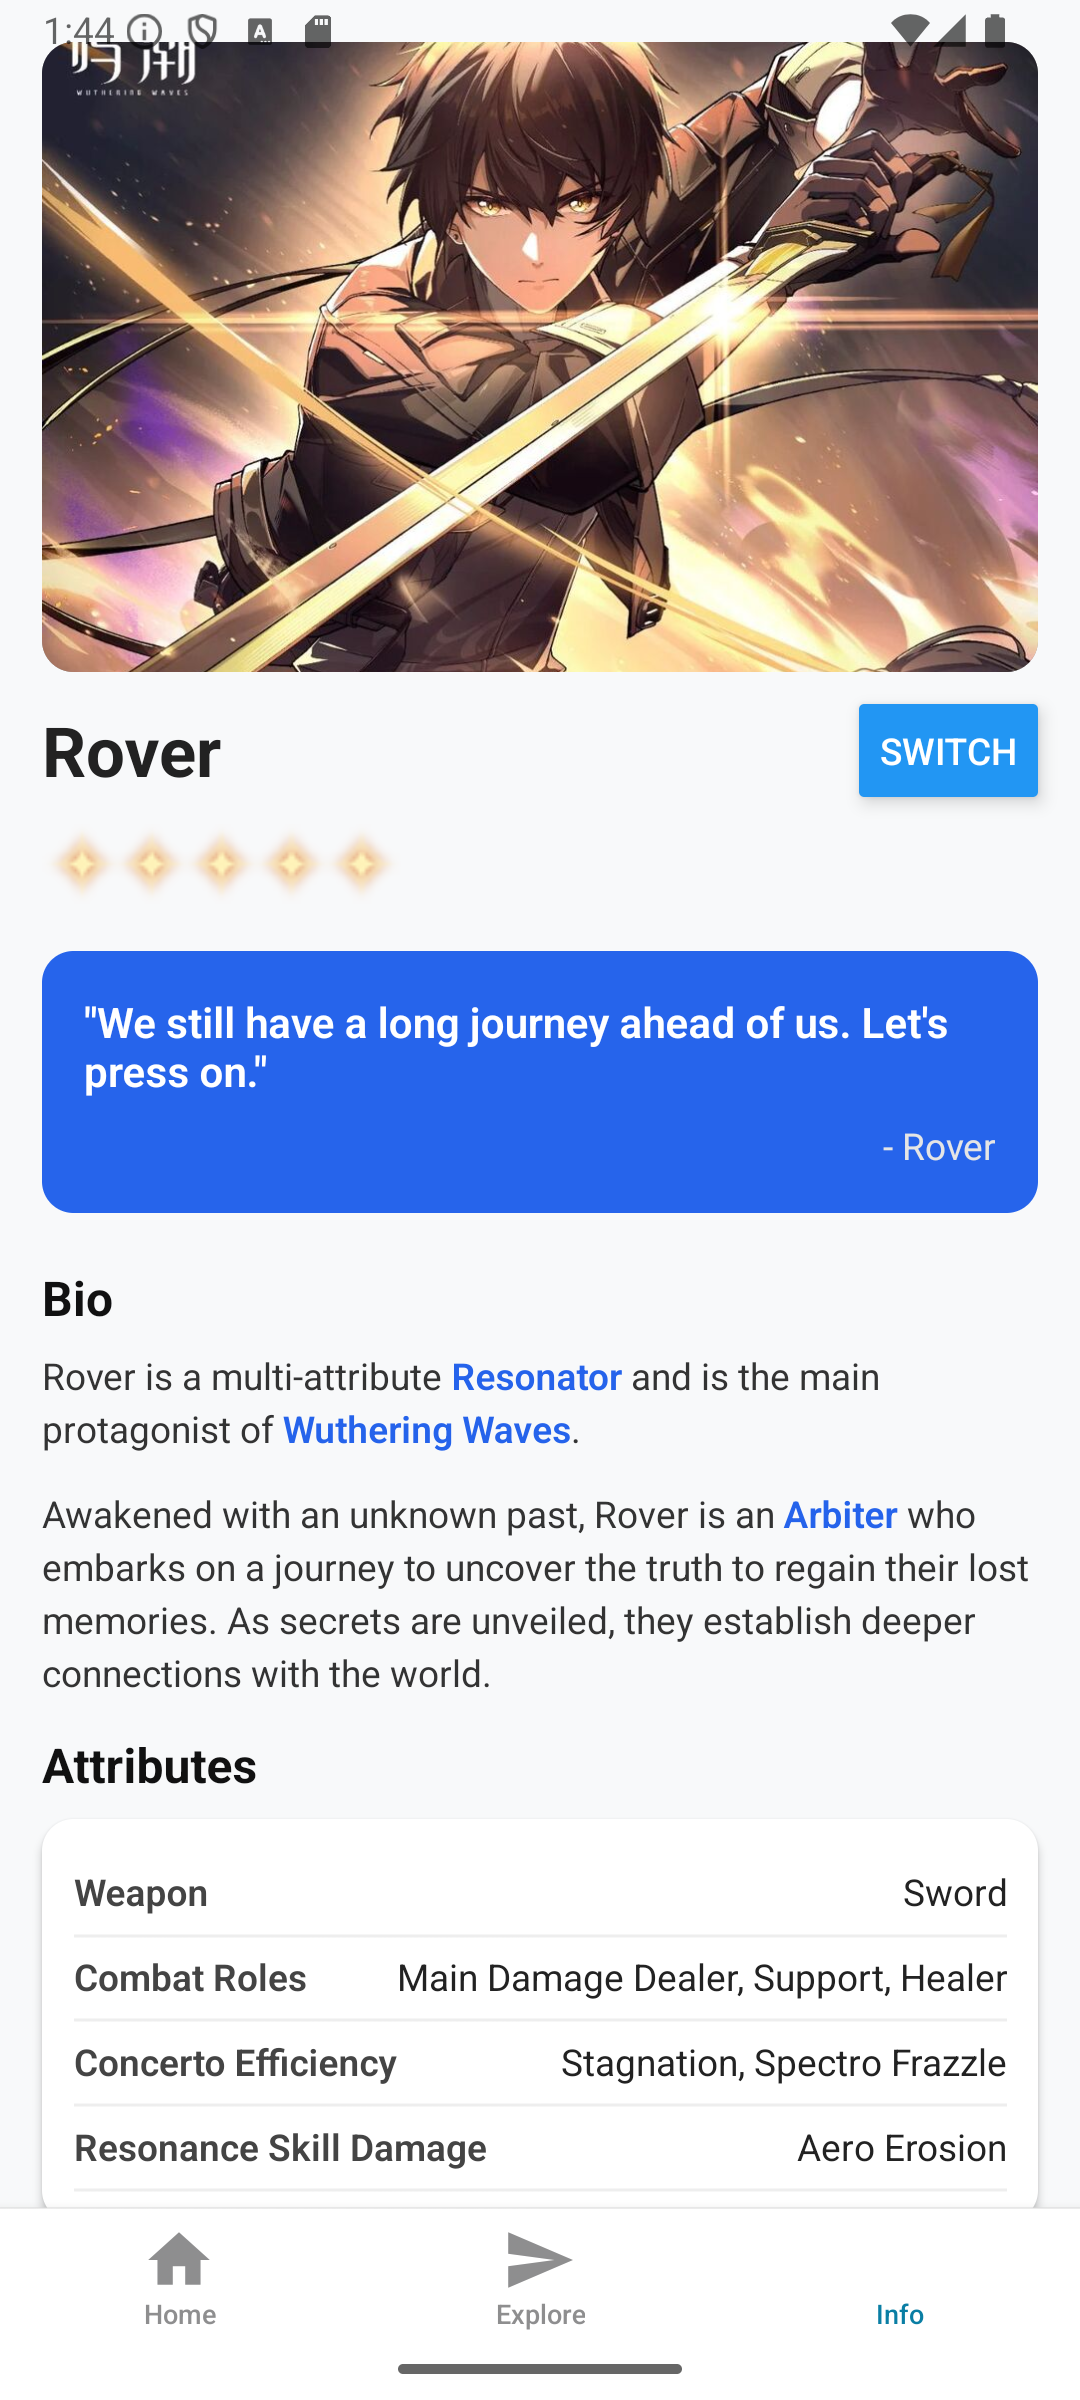 1:44
WUTHERING WAVES
Rover
SWITCH
"We still have a long journey ahead of us. Let's
press on."
- Rover
Bio
Rover is a multi-attribute Resonator and is the main
protagonist of Wuthering Waves.
Awakened with an unknown past, Rover is an Arbiter who
embarks on a journey to uncover the truth to regain their lost
memories. As secrets are unveiled, they establish deeper
connections with the world.
Attributes
Weapon Sword
Combat Roles Main Damage Dealer, Support, Healer
Concerto Efficiency Stagnation, Spectro Frazzle
Resonance Skill Damage Aero Erosion
Home Explore Info